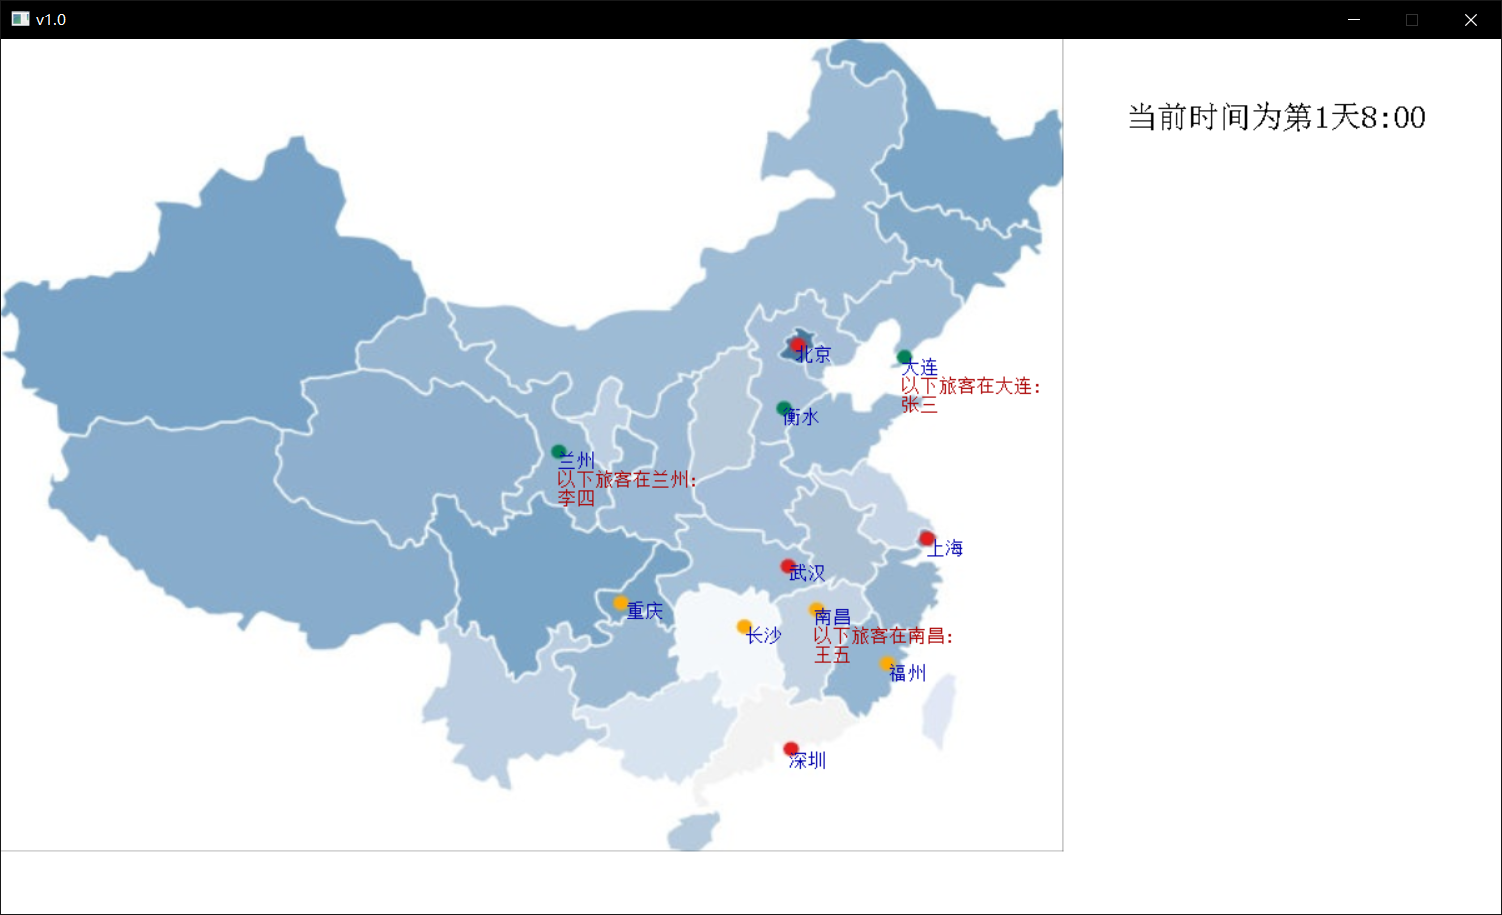 v1.0
当前时间为第1天8:00
北京
大连
以下旅客在大连：
张三
衡水
兰州
以下旅客在兰州：
李四
上海
武汉
重庆
南昌
长沙
以下旅客在南昌：
王五
福州
深圳